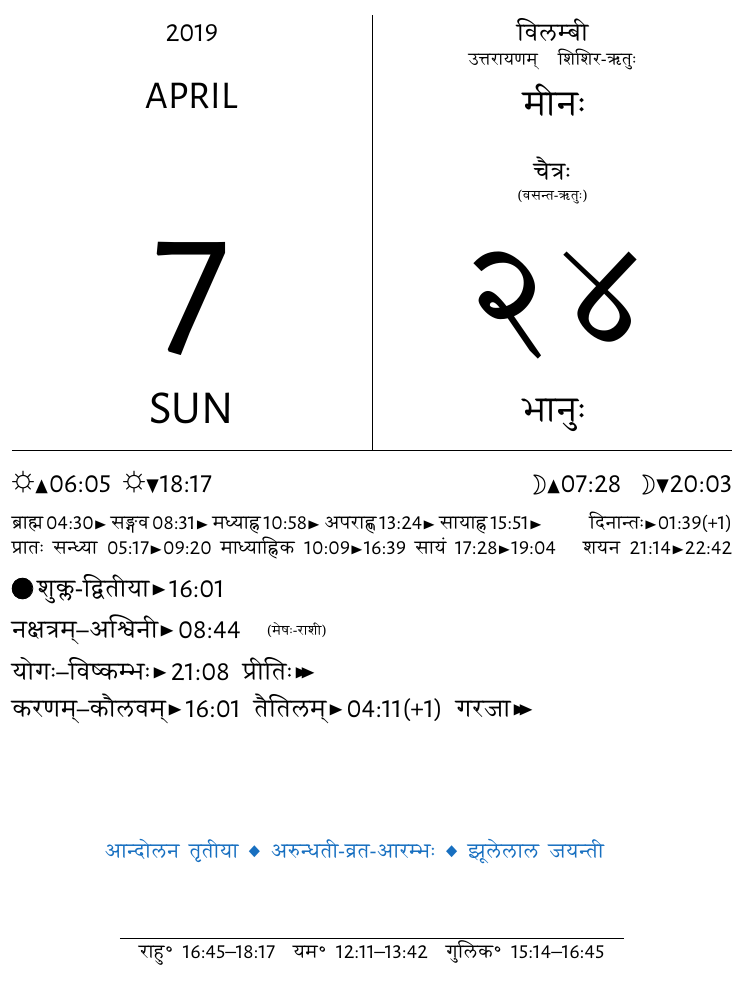 2019
APRIL
7
SUN
विलम्बी
उत्तरायणम् शिशिर-ऋतुः
मीनः
चैत्रः
(वसन्त-ऋतुः)
२४
भानुः
☼▲06:05 ☼▼18:17 ☽▲07:28 ☽▼20:03
ब्राह्म 04:30► सङ्गव 08:31► मध्याह्न 10:58► अपराह्ण 13:24► सायाह्न 15:51► दिनान्तः►01:39(+1)
प्रातः सन्ध्या 05:17►09:20 माध्याह्निक 10:09►16:39 सायं 17:28►19:04 शयन 21:14►22:42
●शुक्ल-द्वितीया►16:01
नक्षत्रम्–अश्विनी► 08:44 (मेषः-राशी)
योगः–विष्कम्भः► 21:08 प्रीतिः►►
करणम्–कौलवम्►16:01 तैतिलम्►04:11(+1) गरजा►►
आन्दोलन तृतीया ◆ अरुन्धती-व्रत-आरम्भः ◆ झूलेलाल जयन्ती
राहु॰ 16:45–18:17 यम॰ 12:11–13:42 गुलिक॰ 15:14–16:45